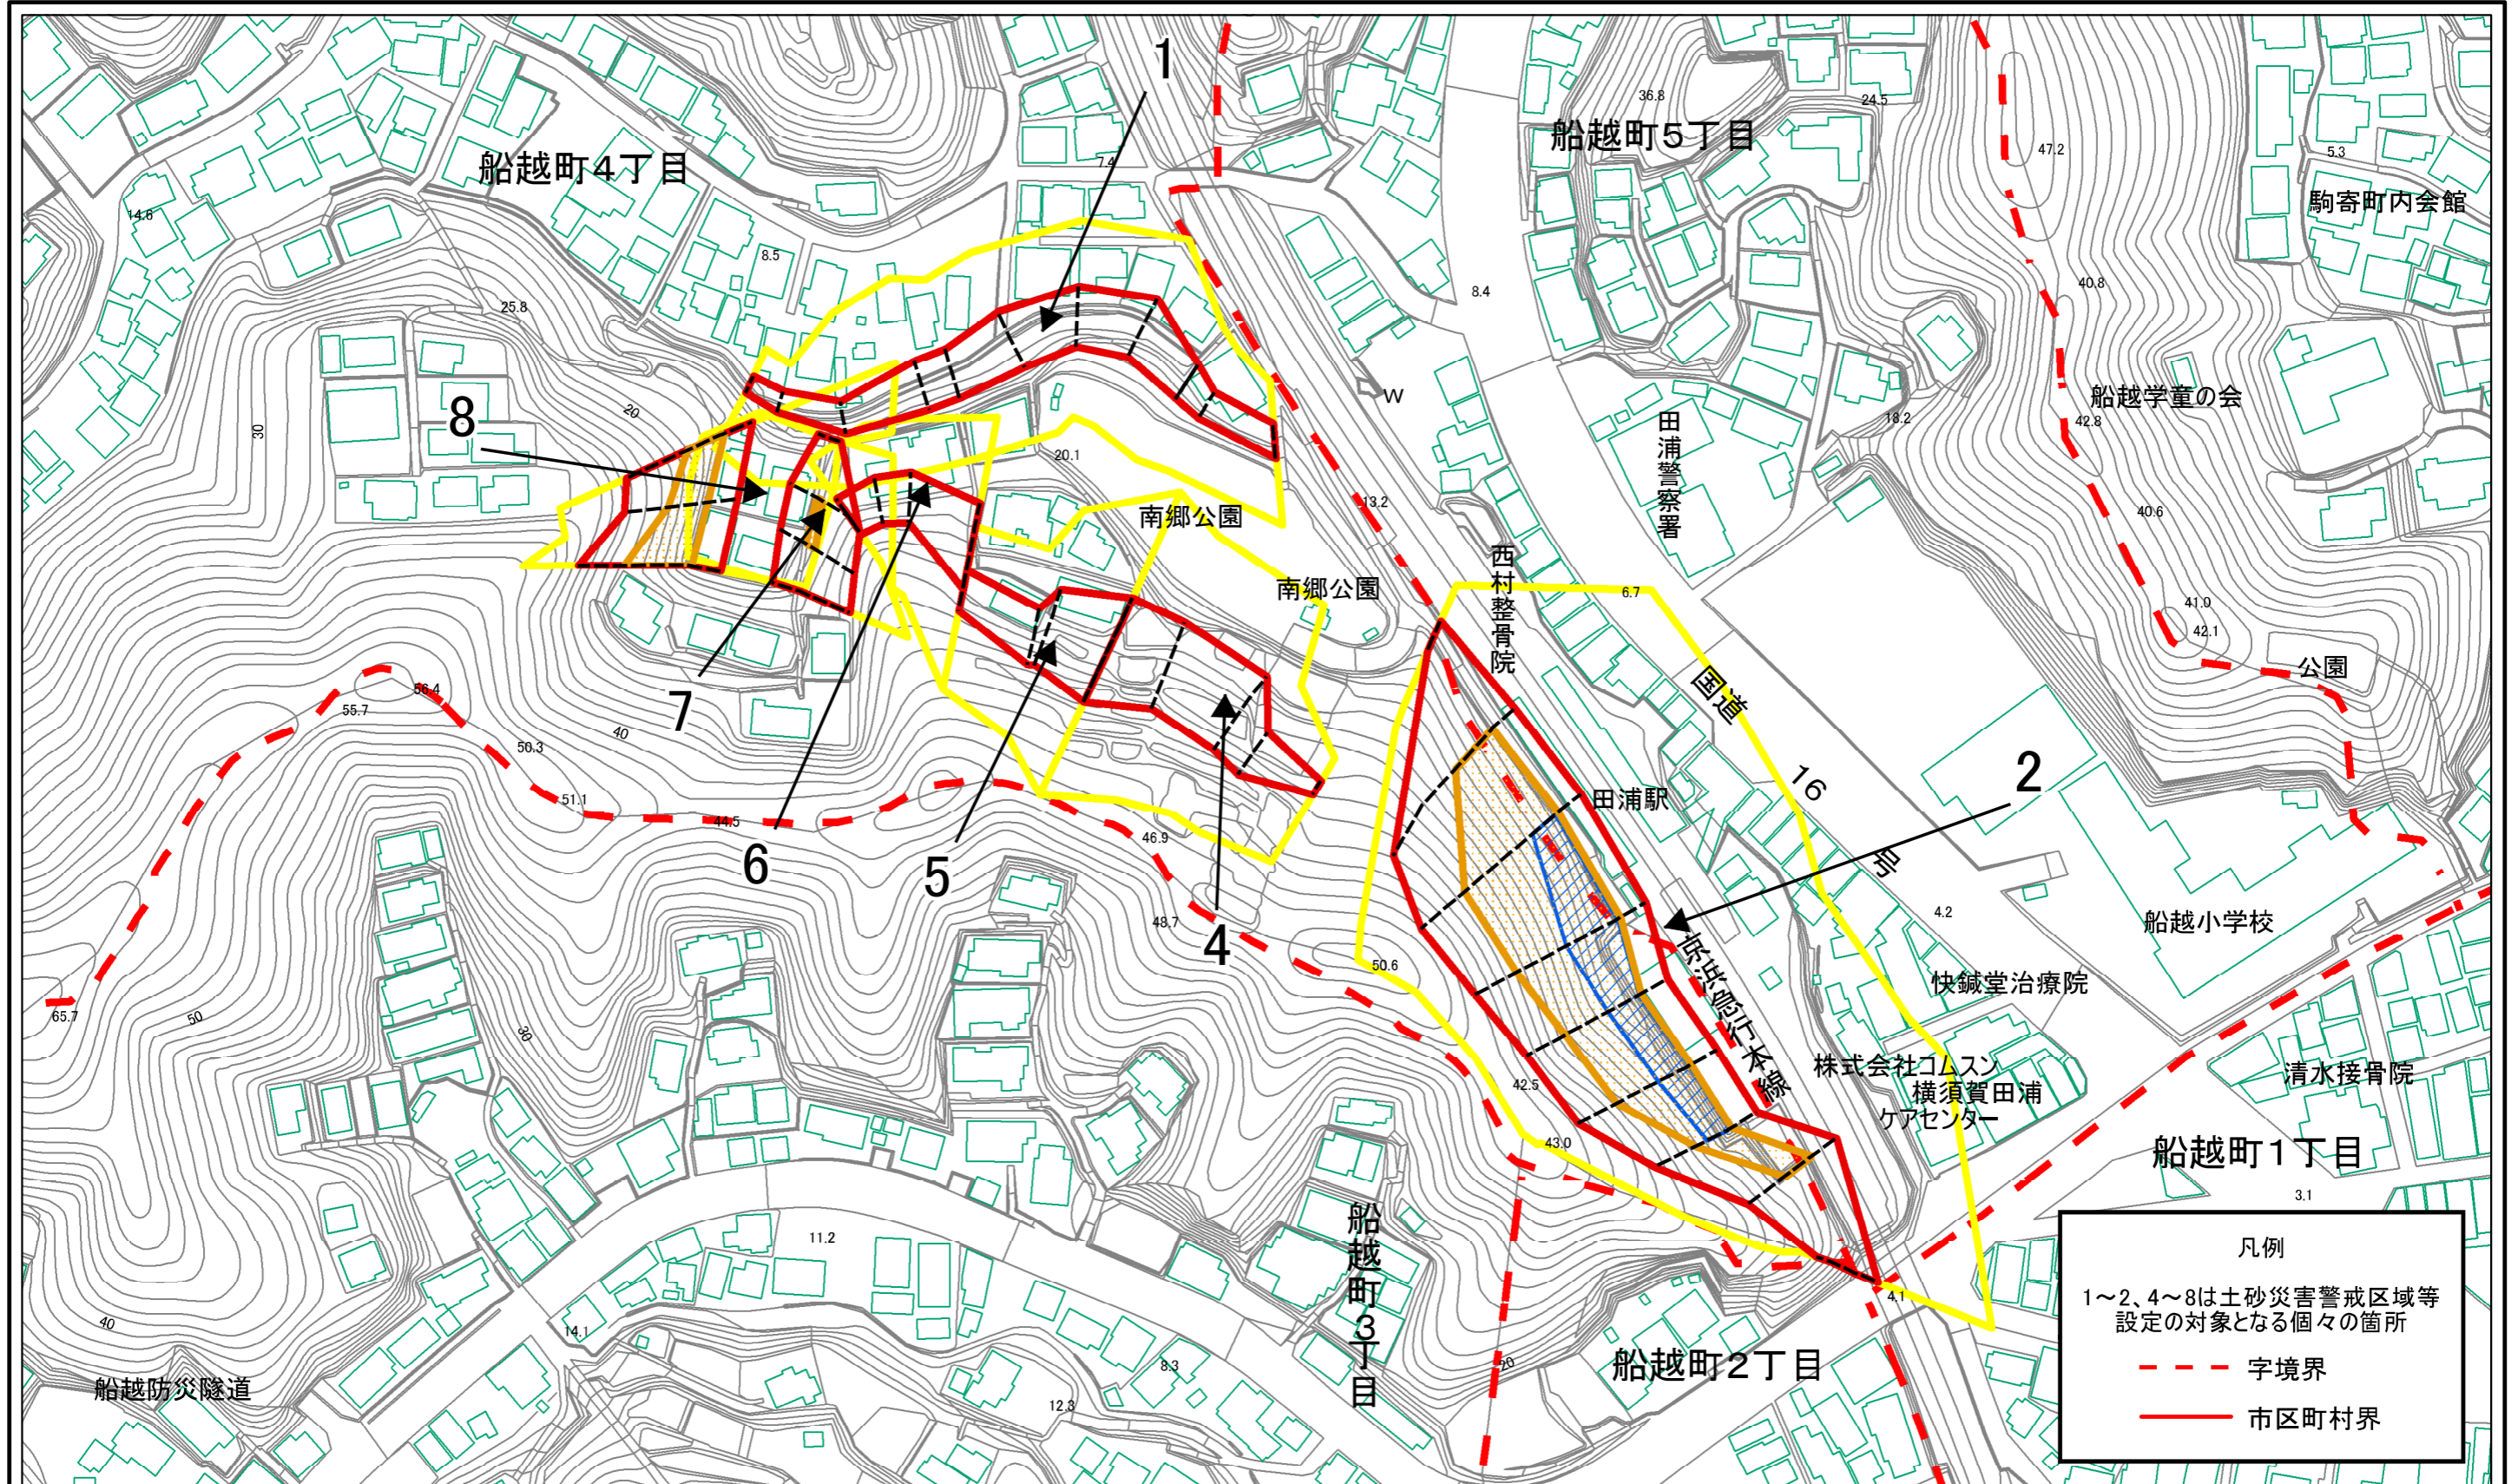 1
36.8
24.5
船越町5丁目
47.2
5.3
7.4
船越町4丁目
駒寄町内会館
14.6
8.5
40.8
8.4
25.8
W
船越学童の会
20
8
30
42.8
18.2
田浦警察署
20.1
13.2
南郷公園
40.6
西村整骨院
南郷公園
6.7
41.0
42.1
公園
56.4
55.7
7
国道
16
号
40
50.3
2
51.1
田浦駅
44.5
46.9
6
5
48.7
4
4.2
船越小学校
50.6
京浜急行本線
快鍼堂治療院
65.7
50
30
42.5
株式会社コムスン
横須賀田浦
ケアセンター
清水接骨院
43.0
船越町1丁目
3.1
船越町3丁目
11.2
4.1
凡例
1～2、4～8は土砂災害警戒区域等
設定の対象となる個々の箇所
字境界
市区町村界
40
14.1
8.3
20
船越町2丁目
船越防災隧道
12.3